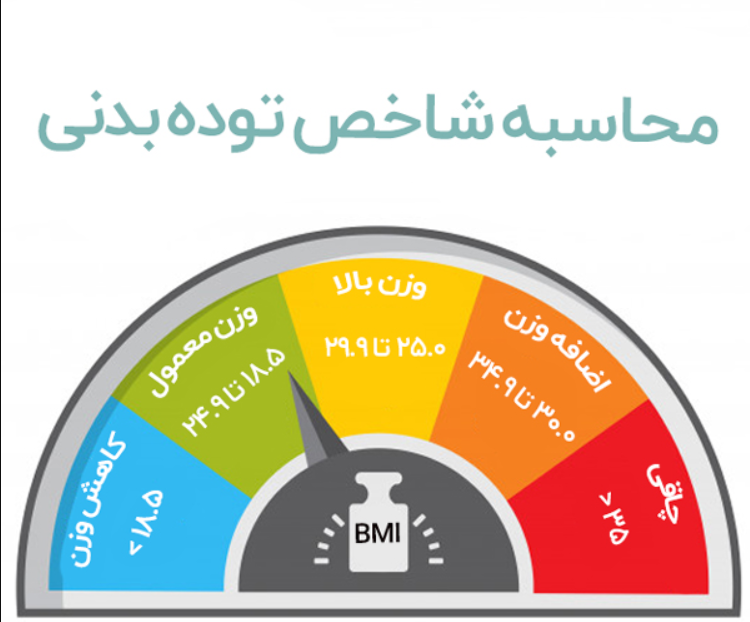 محاسبه شاخص توده بدنی
کاهش وزن
< ۱۸.۵
وزن معمول
۱۸.۵ تا ۲۴.۹
وزن بالا
۲۵.۰ تا ۲۹.۹
اضافه وزن
۳۰.۰ تا ۳۴.۹
چاقی
> ۳۵
BMI